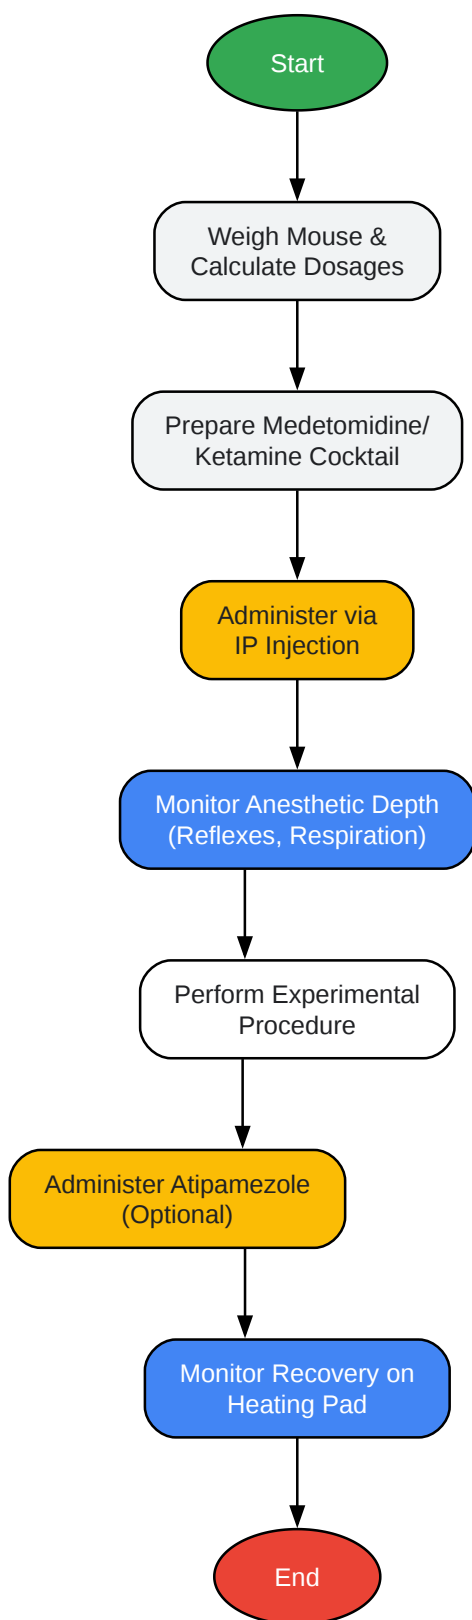 Start
Weigh Mouse &
Calculate Dosages
Prepare Medetomidine/
Ketamine Cocktail
Administer via
IP Injection
Monitor Anesthetic Depth
(Reflexes, Respiration)
Perform Experimental
Procedure
Administer Atipamezole
(Optional)
Monitor Recovery on
Heating Pad
End